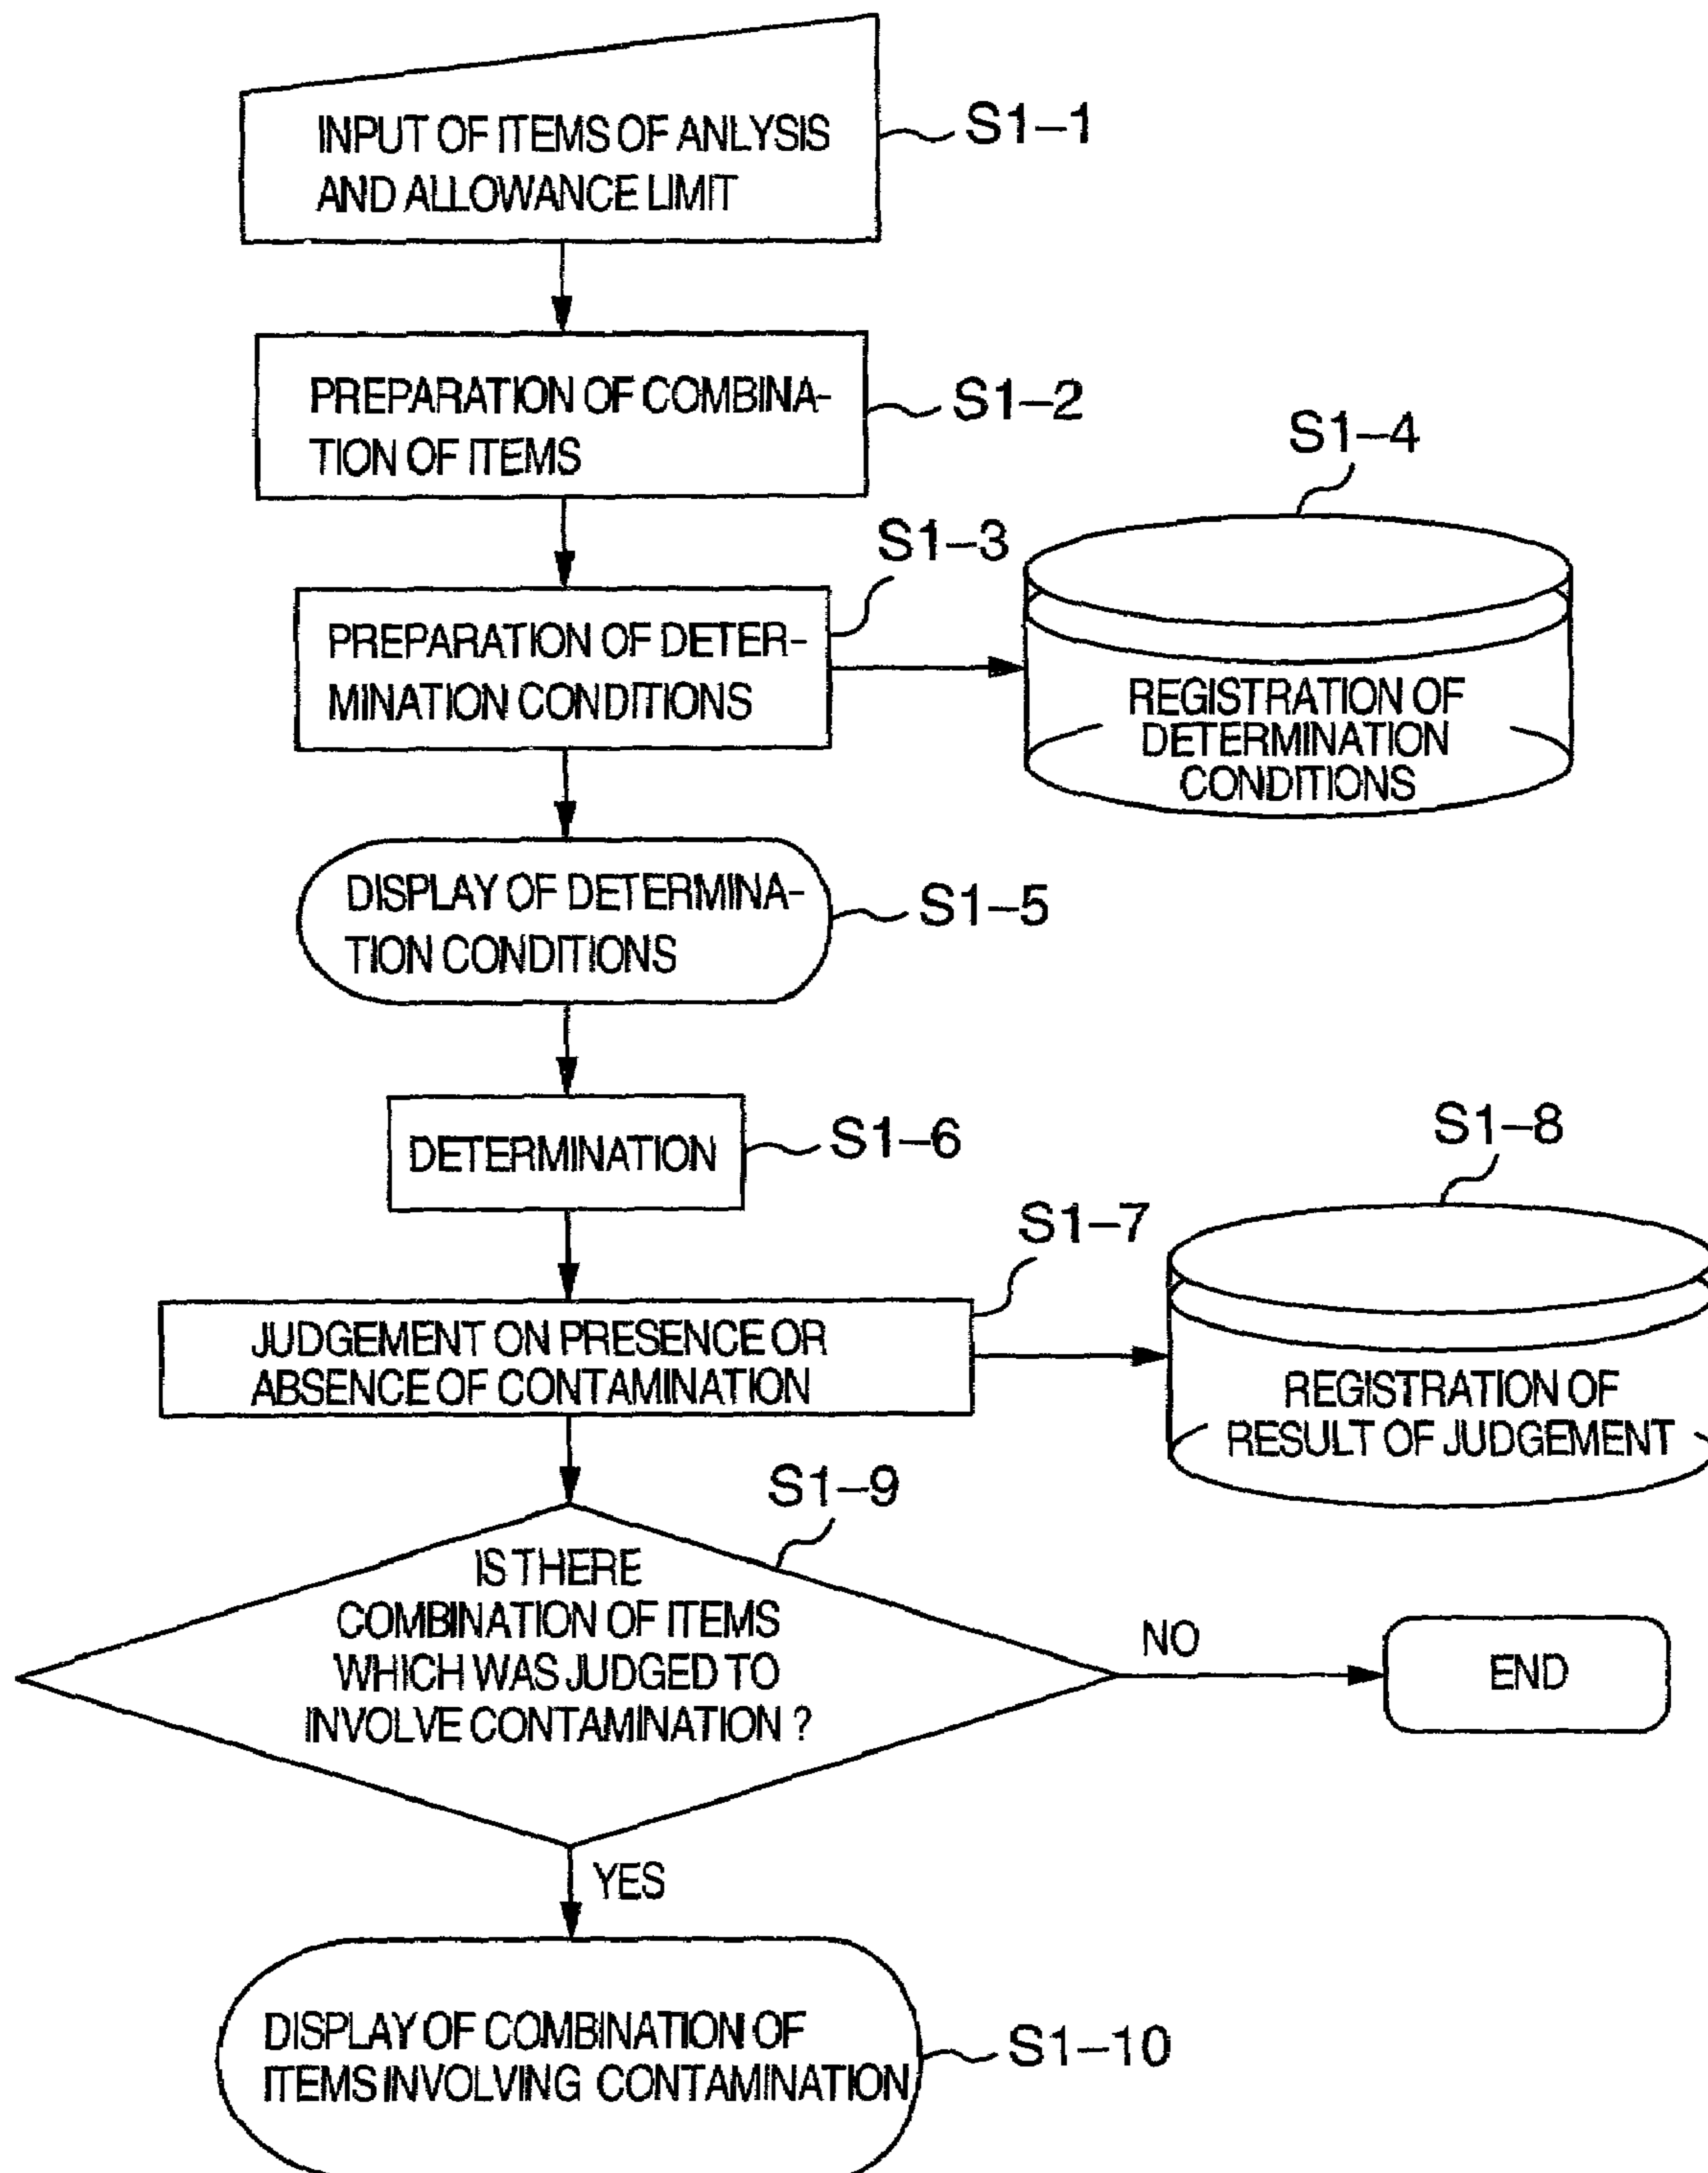 INPUT OF ITEMS OF ANLYSIS
AND ALLOWANCE LIMIT
S1-1
PREPARATION OF COMBINA-
TION OF ITEMS
S1-2
S1-3
PREPARATION OF DETER-
MINATION CONDITIONS
S1-4
REGISTRATION OF
DETERMINATION
CONDITIONS
DISPLAY OF DETERMINA-
TION CONDITIONS
S1-5
DETERMINATION
S1-6
S1-7
JUDGEMENT ON PRESENCE OR
ABSENCE OF CONTAMINATION
S1-8
REGISTRATION OF
RESULT OF JUDGEMENT
S1-9
IS THERE
COMBINATION OF ITEMS
WHICH WAS JUDGED TO
INVOLVE CONTAMINATION ?
NO
END
YES
DISPLAY OF COMBINATION OF
ITEMS INVOLVING CONTAMINATION
S1-10